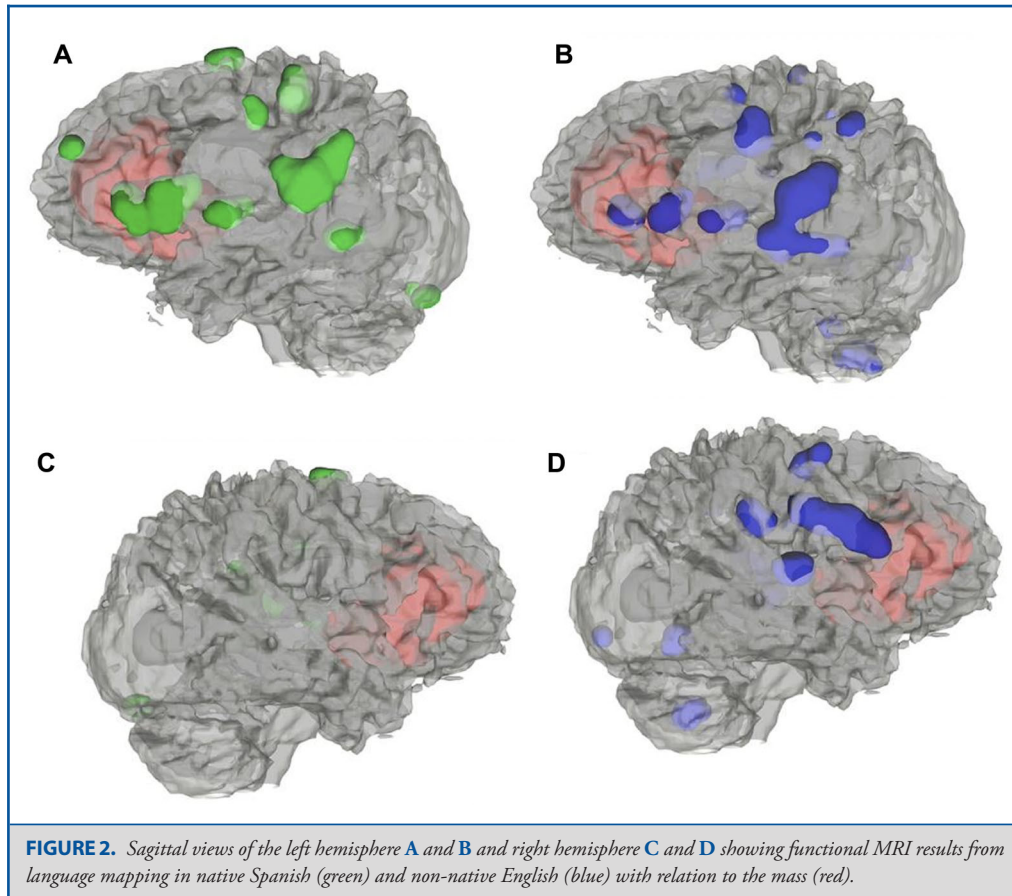 A
B
C
D
FIGURE 2. Sagittal views of the left hemisphere A and B and right hemisphere C and D showing functional MRI results from
language mapping in native Spanish (green) and non-native English (blue) with relation to the mass (red).